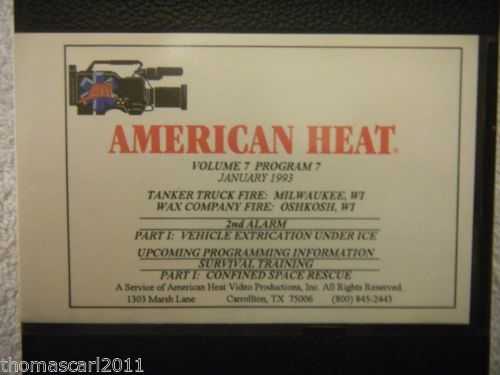 AMERICAN HEAT®
VOLUME 7 PROGRAM 7
JANUARY 1993
TANKER TRUCK FIRE: MILWAUKEE, WI
WAX COMPANY FIRE: OSHKOSH, WI
2nd ALARM
PART I: VEHICLE EXTRICATION UNDER ICE
UPCOMING PROGRAMMING INFORMATION
SURVIVAL TRAINING
PART I: CONFINED SPACE RESCUE
A Service of American Heat Video Productions, Inc. All Rights Reserved.
1303 Marsh Lane Carrollton, TX 75006 (800) 845-2443
thomascarl2011